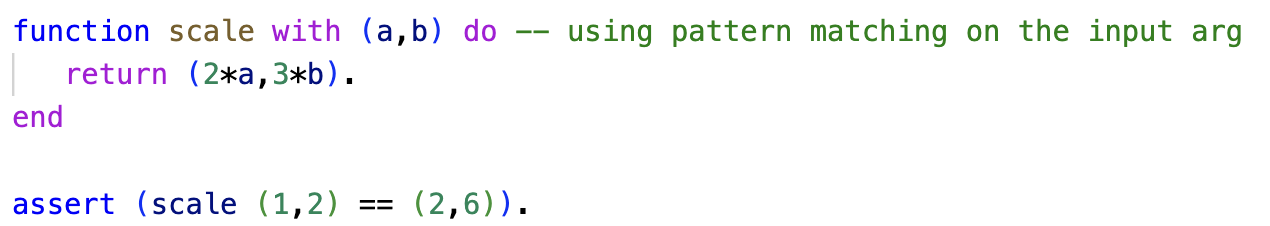 function scale with (a,b) do -- using pattern matching on the input arg
   return (2*a,3*b).
end

assert (scale (1,2) == (2,6)).